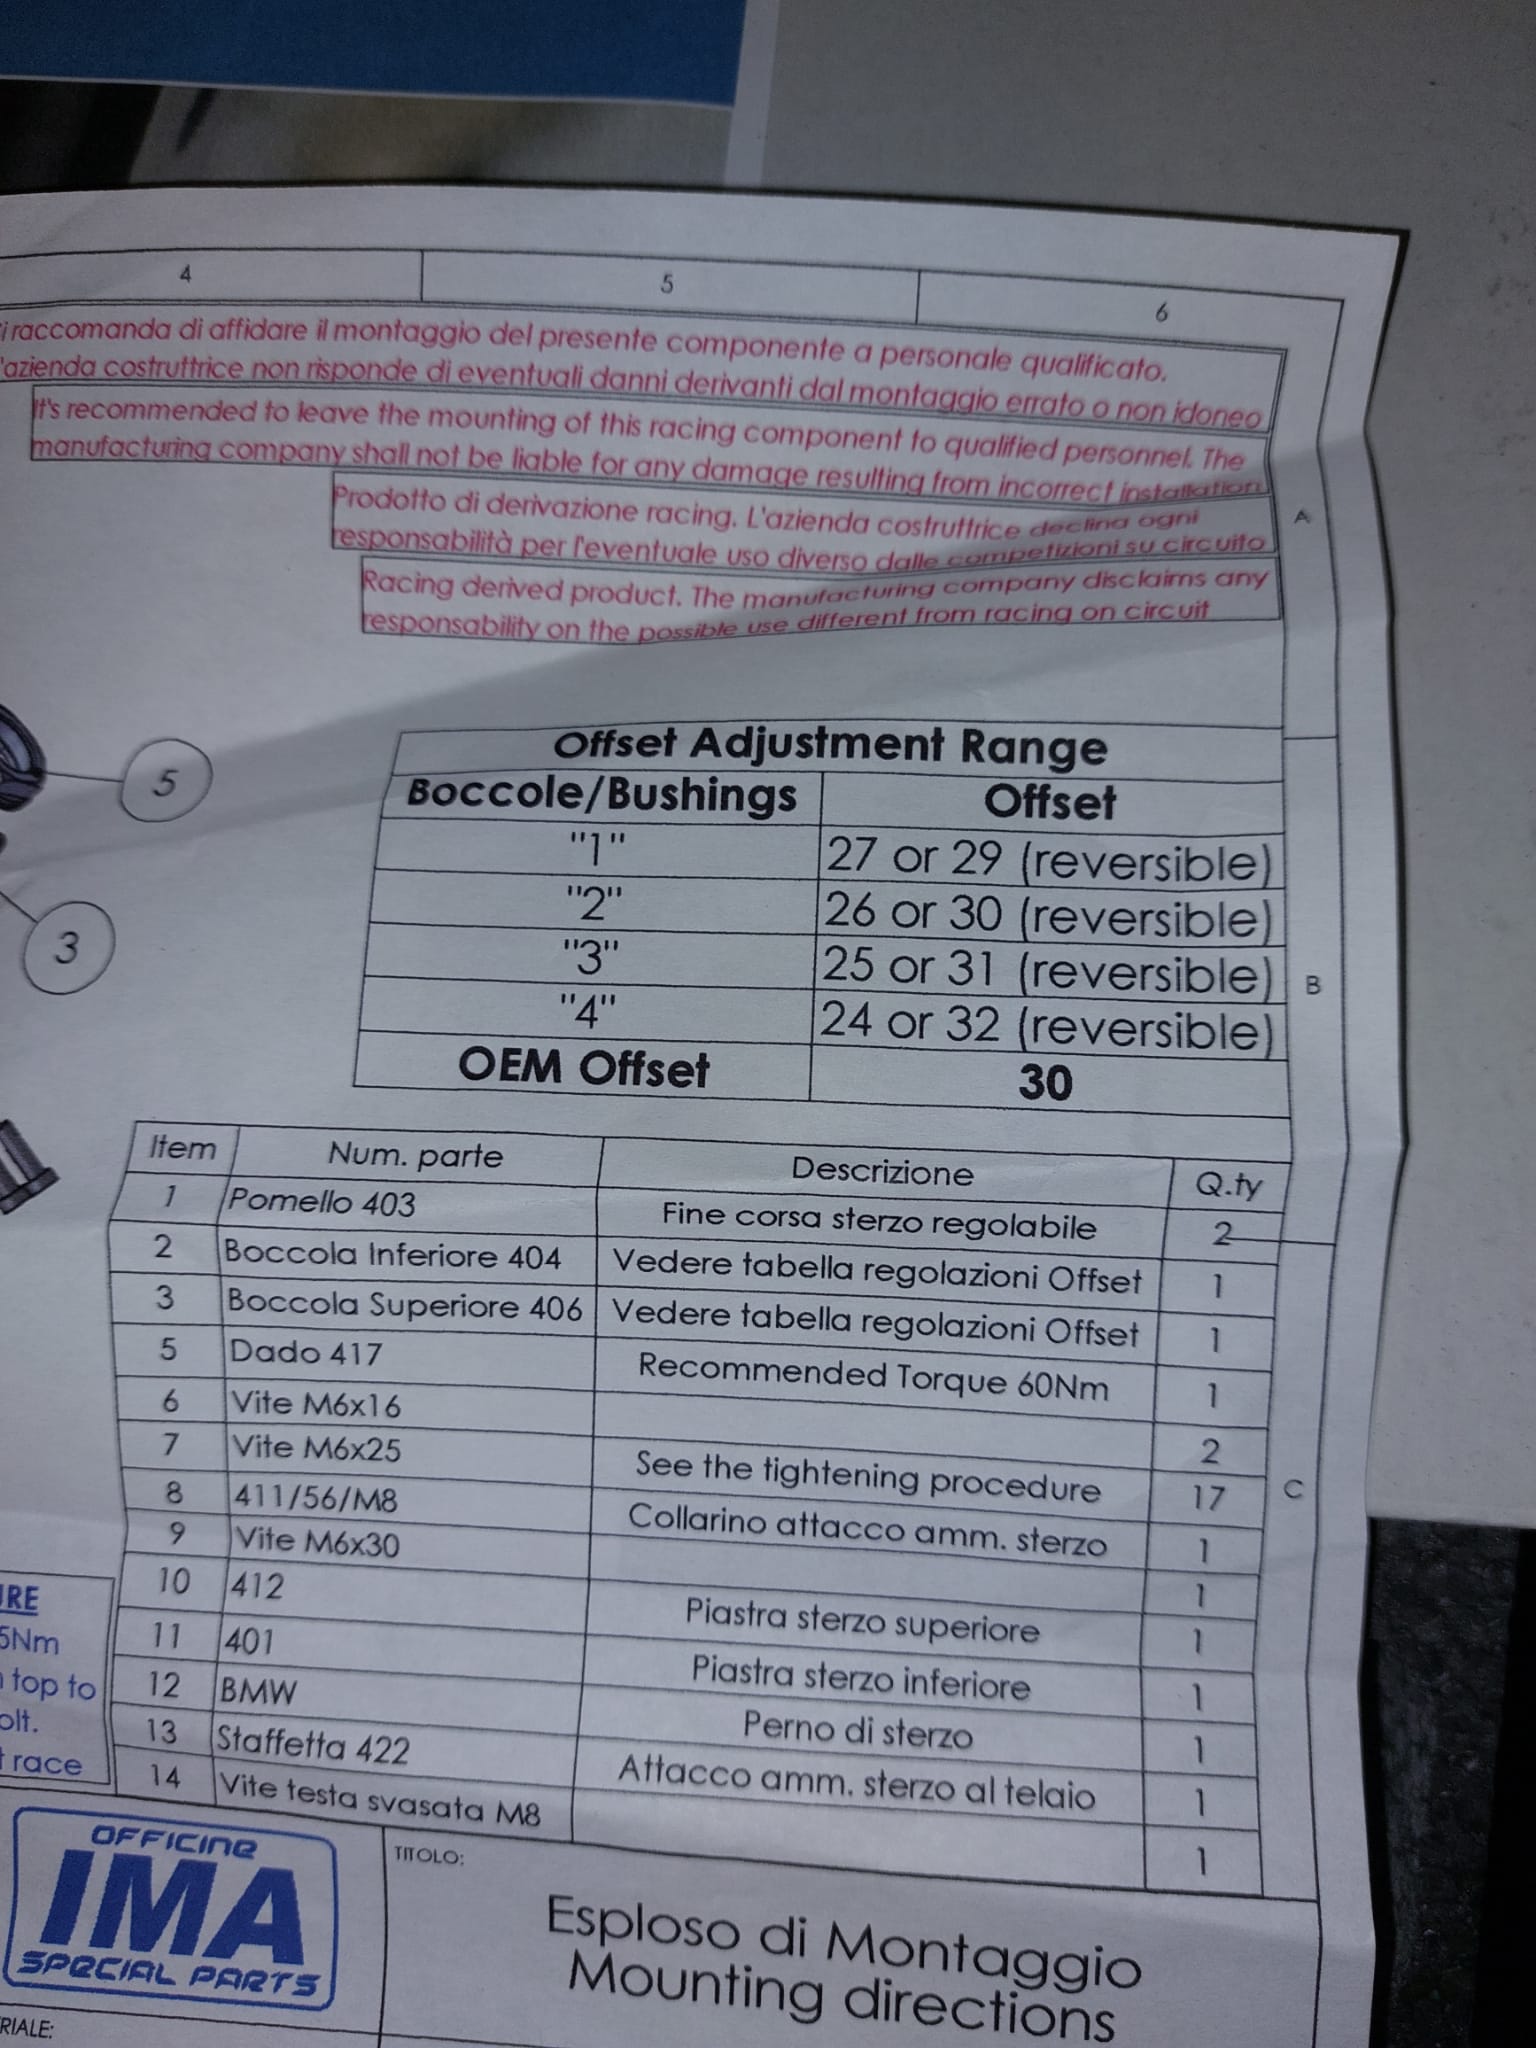 4 5 6
i raccomanda di affidare il montaggio del presente componente a personale qualificato.
'azienda costruttrice non risponde di eventuali danni derivanti dal montaggio errato o non idoneo
It's recommended to leave the mounting of this racing component to qualified personnel. The
manufacturing company shall not be liable for any damage resulting from incorrect installation.
Prodotto di derivazione racing. L'azienda costruttrice declina ogni
responsabilità per l'eventuale uso diverso dalle competizioni su circuito
A
Racing derived product. The manufacturing company disclaims any
responsability on the possible use different from racing on circuit
5
3
Offset Adjustment Range
Boccole/Bushings Offset
"1" 27 or 29 (reversible)
"2" 26 or 30 (reversible)
"3" 25 or 31 (reversible)
"4" 24 or 32 (reversible)
OEM Offset 30
B
Item Num. parte Descrizione Q.ty
1 Pomello 403 Fine corsa sterzo regolabile 2
2 Boccola Inferiore 404 Vedere tabella regolazioni Offset 1
3 Boccola Superiore 406 Vedere tabella regolazioni Offset 1
5 Dado 417 Recommended Torque 60Nm 1
6 Vite M6x16 2
7 Vite M6x25 See the tightening procedure 17
8 411/56/M8 Collarino attacco amm. sterzo 1
9 Vite M6x30 1
10 412 Piastra sterzo superiore 1
11 401 Piastra sterzo inferiore 1
12 BMW Perno di sterzo 1
13 Staffetta 422 Attacco amm. sterzo al telaio 1
14 Vite testa svasata M8 1
C
RE
5Nm
top to
olt.
race
OFFICINE
IMA
SPECIAL PARTS
TITOLO:
Esploso di Montaggio
Mounting directions
RIALE: